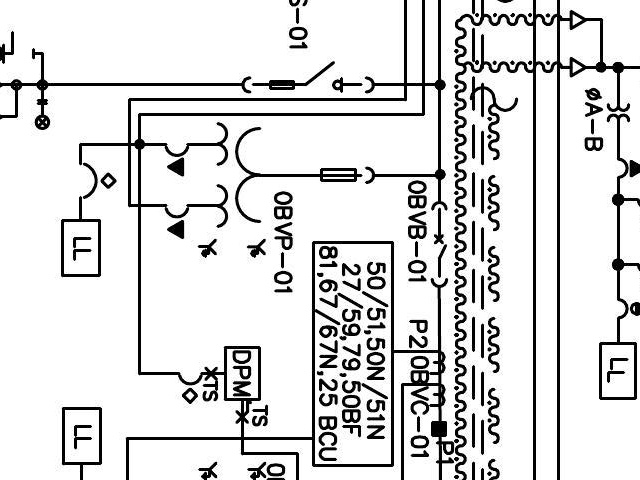 S-01
øA-B
0BVP-01
0BVB-01
LL
50/51,50N/51N
27/59,79,50BF
81,67/67N,25 BCU
P2
0BVC-01
LL
DPM
TS
TS
LL
P1